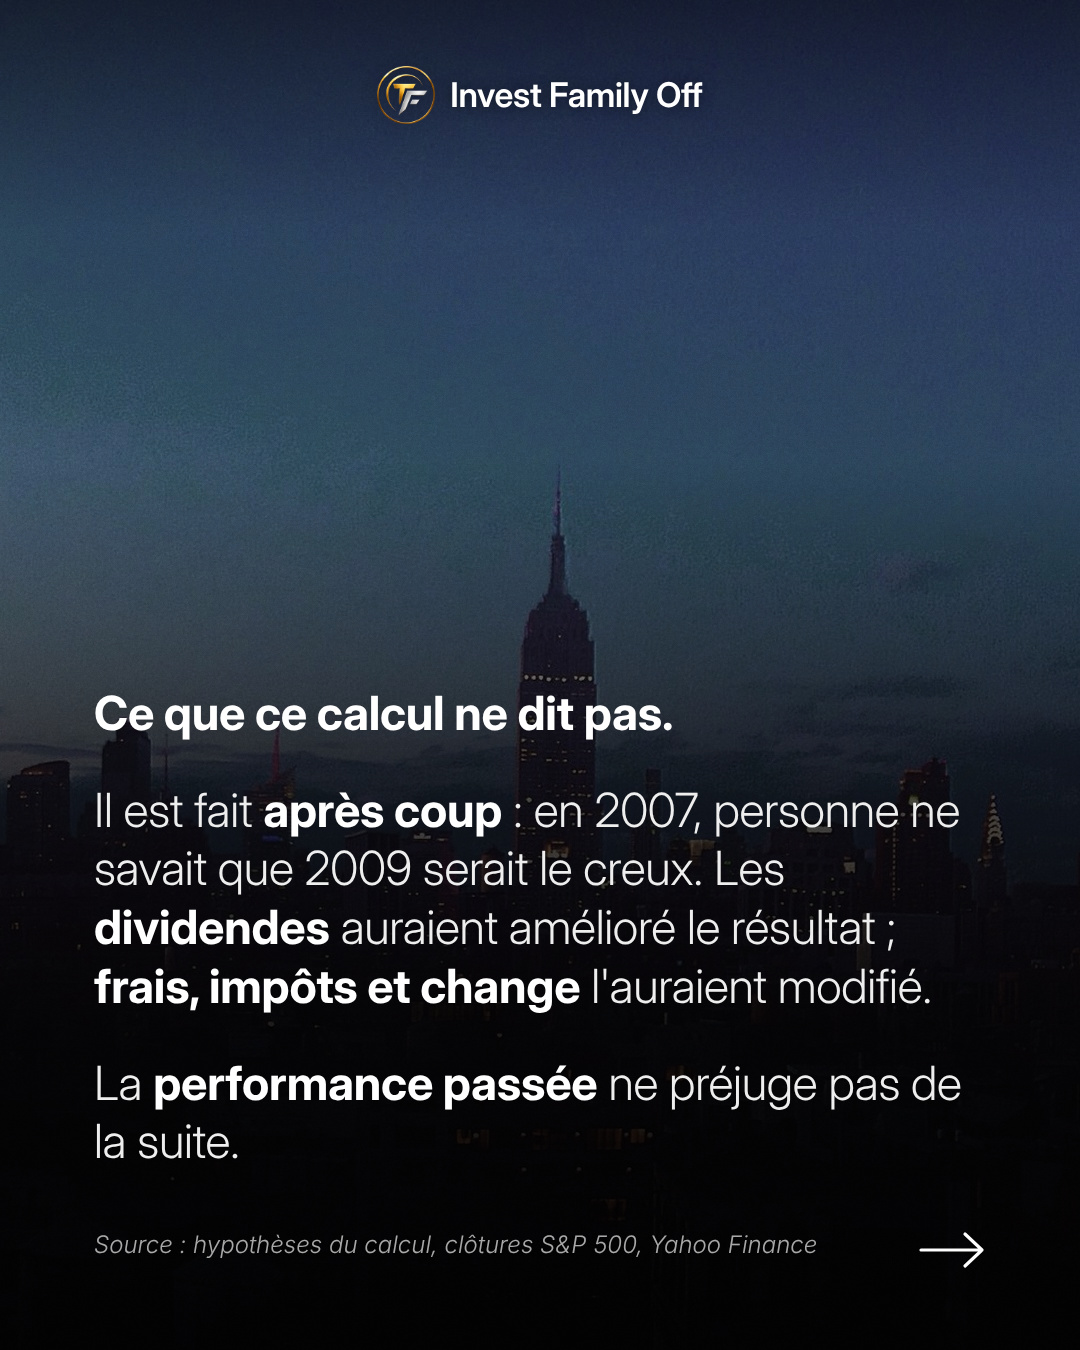 TF
Invest Family Off
Ce que ce calcul ne dit pas.
Il est fait après coup : en 2007, personne ne
savait que 2009 serait le creux. Les
dividendes auraient amélioré le résultat ;
frais, impôts et change l'auraient modifié.
La performance passée ne préjuge pas de
la suite.
Source : hypothèses du calcul, clôtures S&P 500, Yahoo Finance